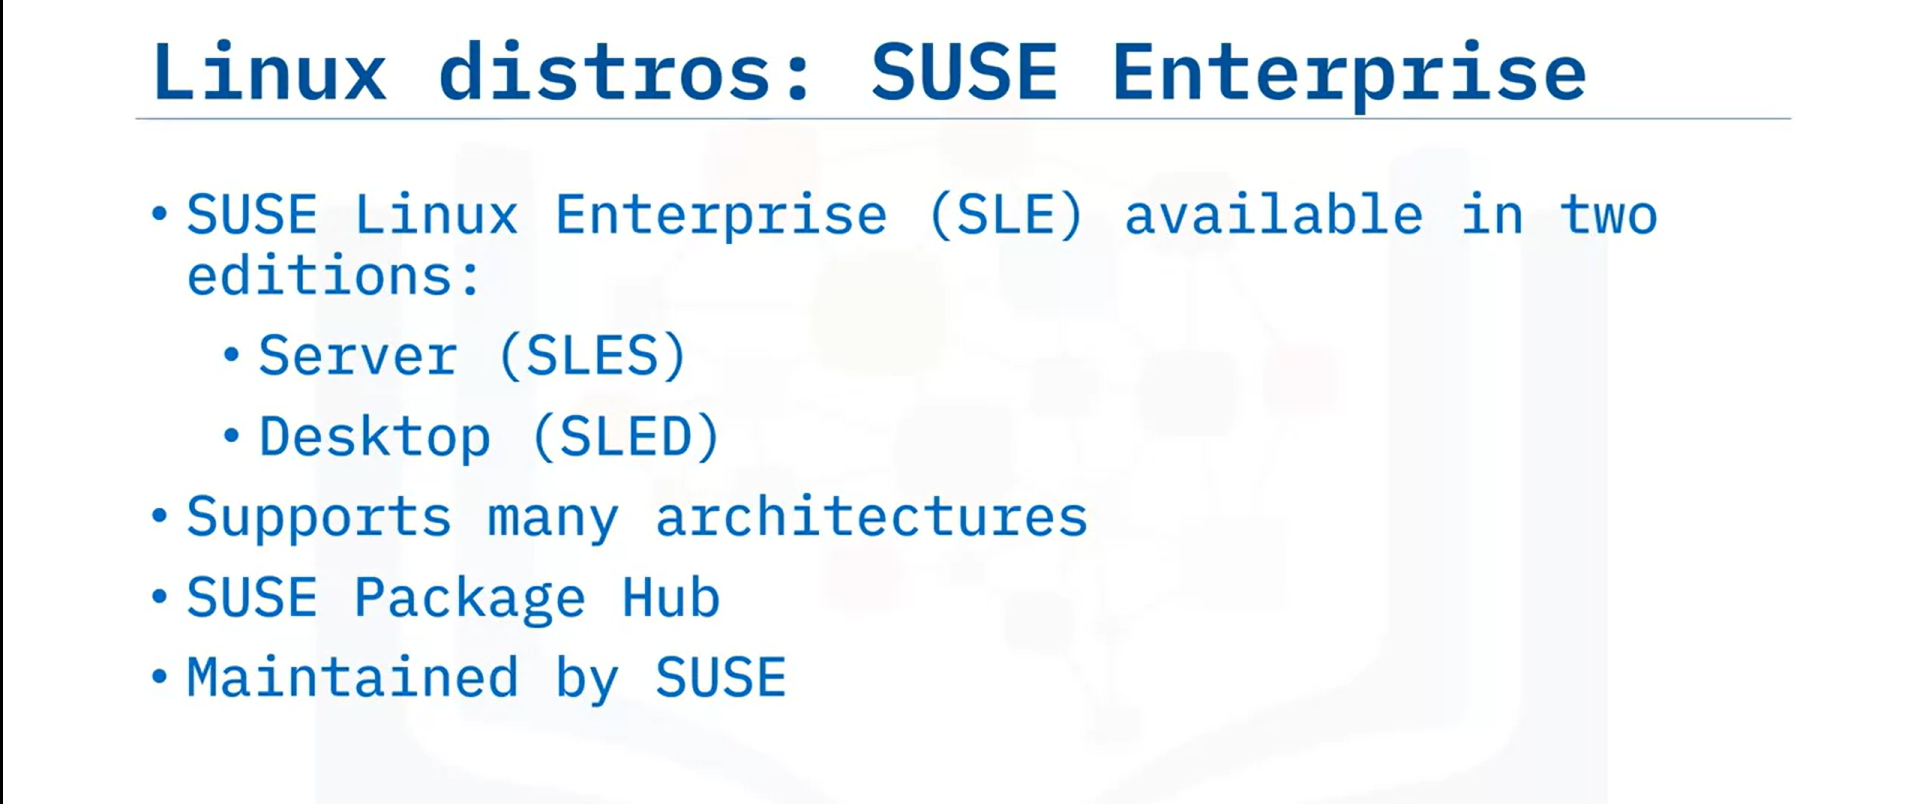 Linux distros: SUSE Enterprise
• SUSE Linux Enterprise (SLE) available in two
editions:
• Server (SLES)
• Desktop (SLED)
• Supports many architectures
• SUSE Package Hub
• Maintained by SUSE